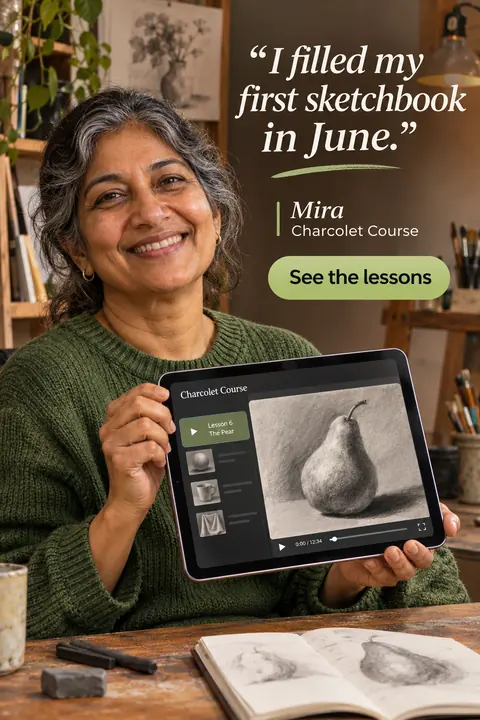 “I filled my
first sketchbook
in June.”
Mira
Charcolet Course
See the lessons
Charcolet Course
Lesson 6
The Pear
0:00 / 12:34